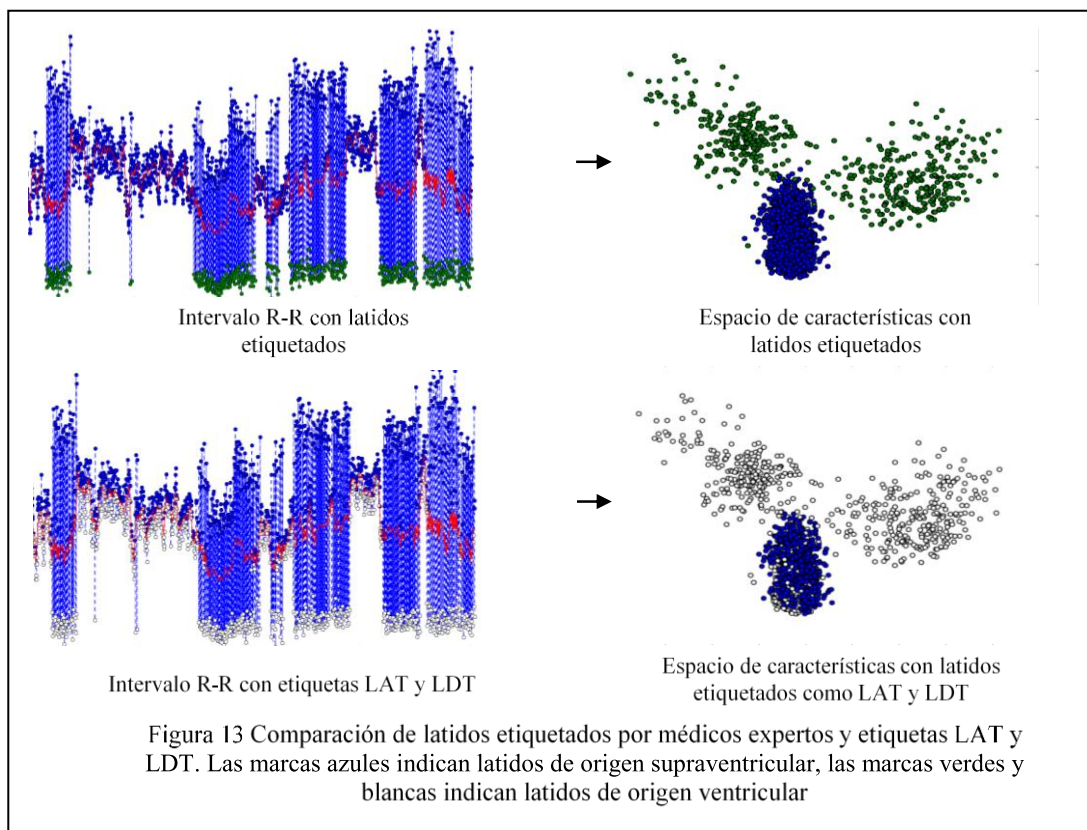 Intervalo R-R con latidos
etiquetados
Espacio de características con
latidos etiquetados
Intervalo R-R con etiquetas LAT y LDT
Espacio de características con latidos
etiquetados como LAT y LDT
Figura 13 Comparación de latidos etiquetados por médicos expertos y etiquetas LAT y
LDT. Las marcas azules indican latidos de origen supraventricular, las marcas verdes y
blancas indican latidos de origen ventricular